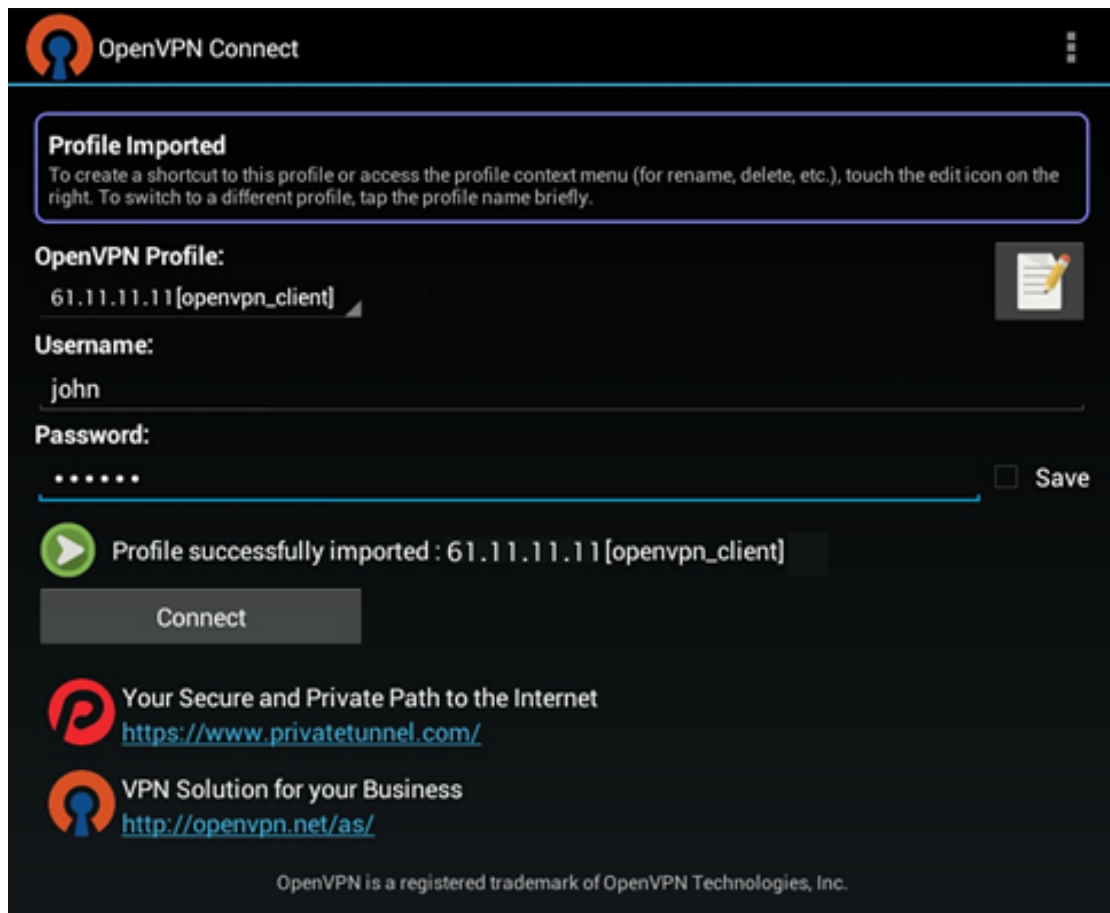 OpenVPN Connect
Profile Imported
To create a shortcut to this profile or access the profile context menu (for rename, delete, etc.), touch the edit icon on the
right. To switch to a different profile, tap the profile name briefly.
OpenVPN Profile:
61.11.11.11[openvpn_client]
Username:
john
Password:
••••••
Save
Profile successfully imported : 61.11.11.11[openvpn_client]
Connect
Your Secure and Private Path to the Internet
https://www.privatetunnel.com/
VPN Solution for your Business
http://openvpn.net/as/
OpenVPN is a registered trademark of OpenVPN Technologies, Inc.